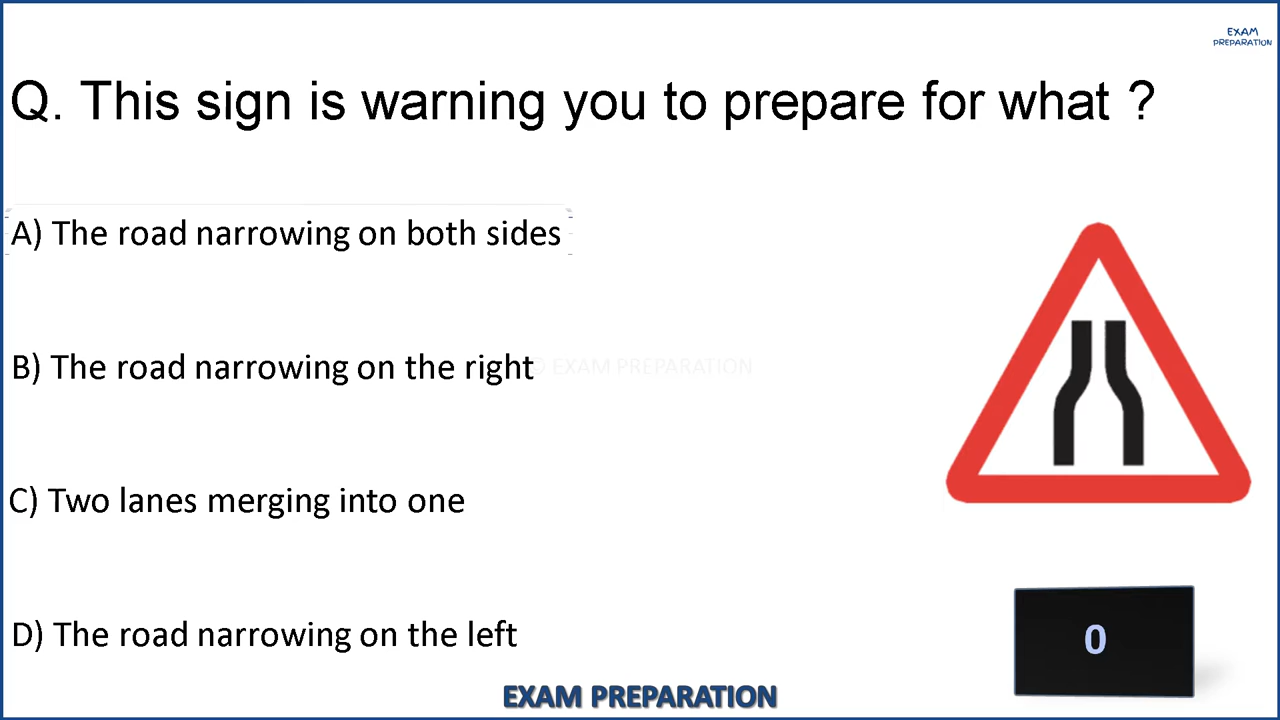 EXAM
PREPARATION
Q. This sign is warning you to prepare for what ?
A) The road narrowing on both sides
B) The road narrowing on the right
© EXAM PREPARATION
C) Two lanes merging into one
D) The road narrowing on the left
0
EXAM PREPARATION